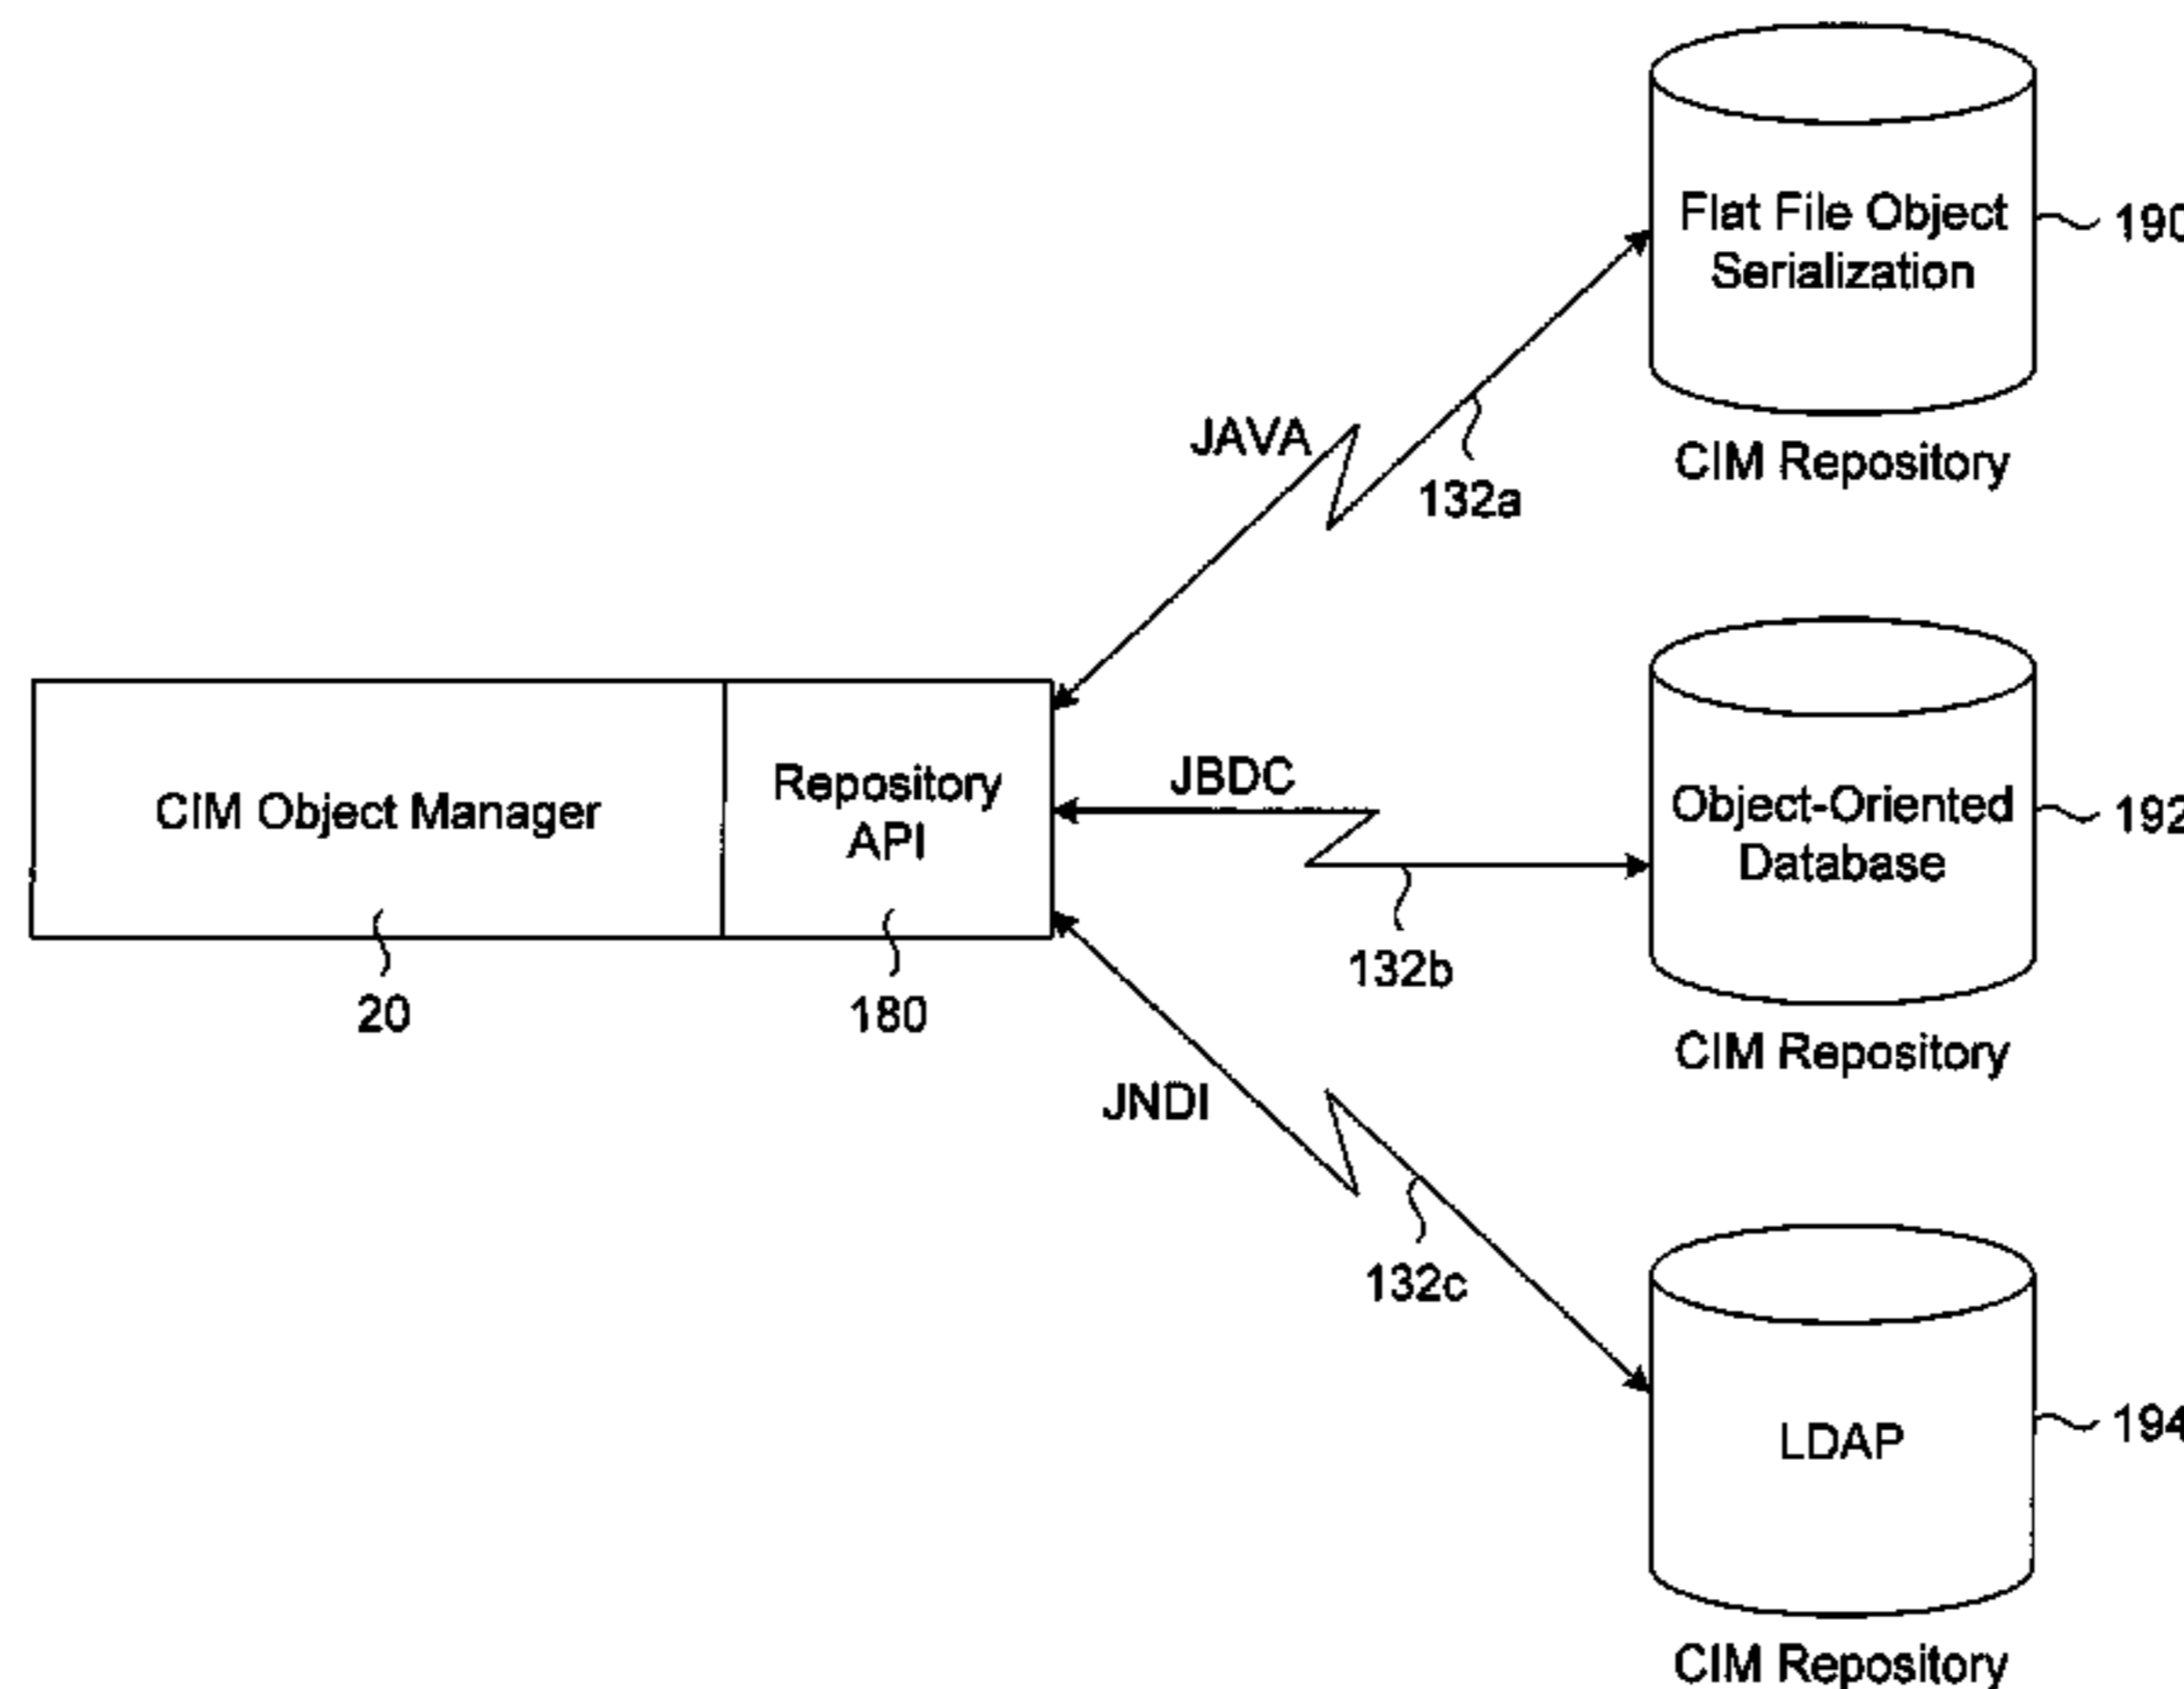 Flat File Object
Serialization
190
CIM Repository
JAVA
132a
CIM Object Manager
Repository
API
20
180
JBDC
132b
Object-Oriented
Database
192
CIM Repository
JNDI
132c
LDAP
194
CIM Repository